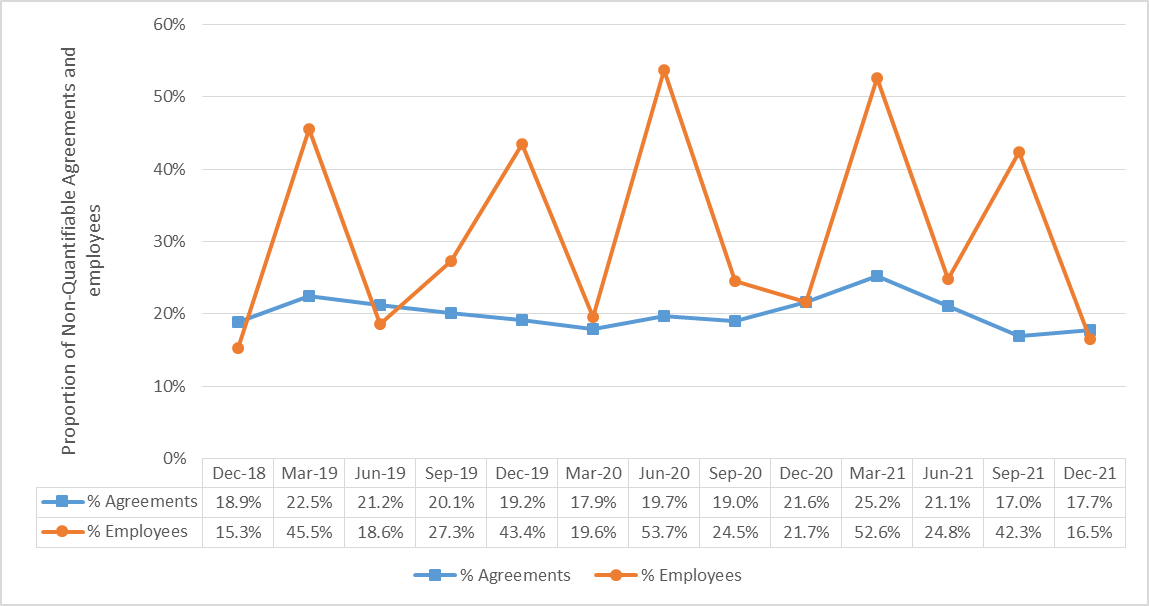 Proportion of Non-Quantifiable Agreements and
employees
60%
50%
40%
30%
20%
10%
0%
Dec-18 Mar-19 Jun-19 Sep-19 Dec-19 Mar-20 Jun-20 Sep-20 Dec-20 Mar-21 Jun-21 Sep-21 Dec-21
% Agreements 18.9% 22.5% 21.2% 20.1% 19.2% 17.9% 19.7% 19.0% 21.6% 25.2% 21.1% 17.0% 17.7%
% Employees 15.3% 45.5% 18.6% 27.3% 43.4% 19.6% 53.7% 24.5% 21.7% 52.6% 24.8% 42.3% 16.5%
% Agreements % Employees